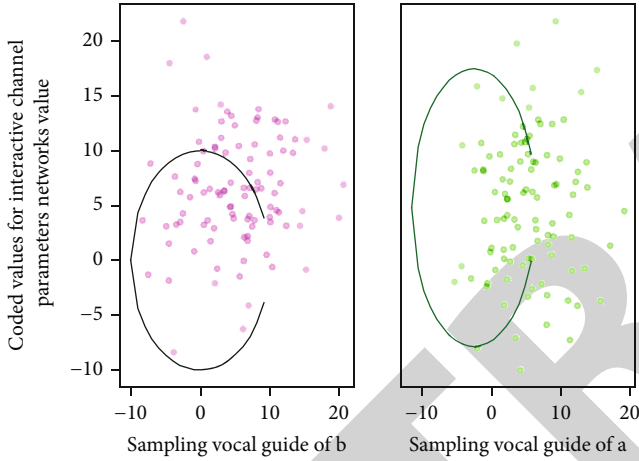 Coded values for interactive channel
parameters networks value
20
15
10
5
0
−5
−10
−10 0 10 20
−10 0 10 20
Sampling vocal guide of b
Sampling vocal guide of a